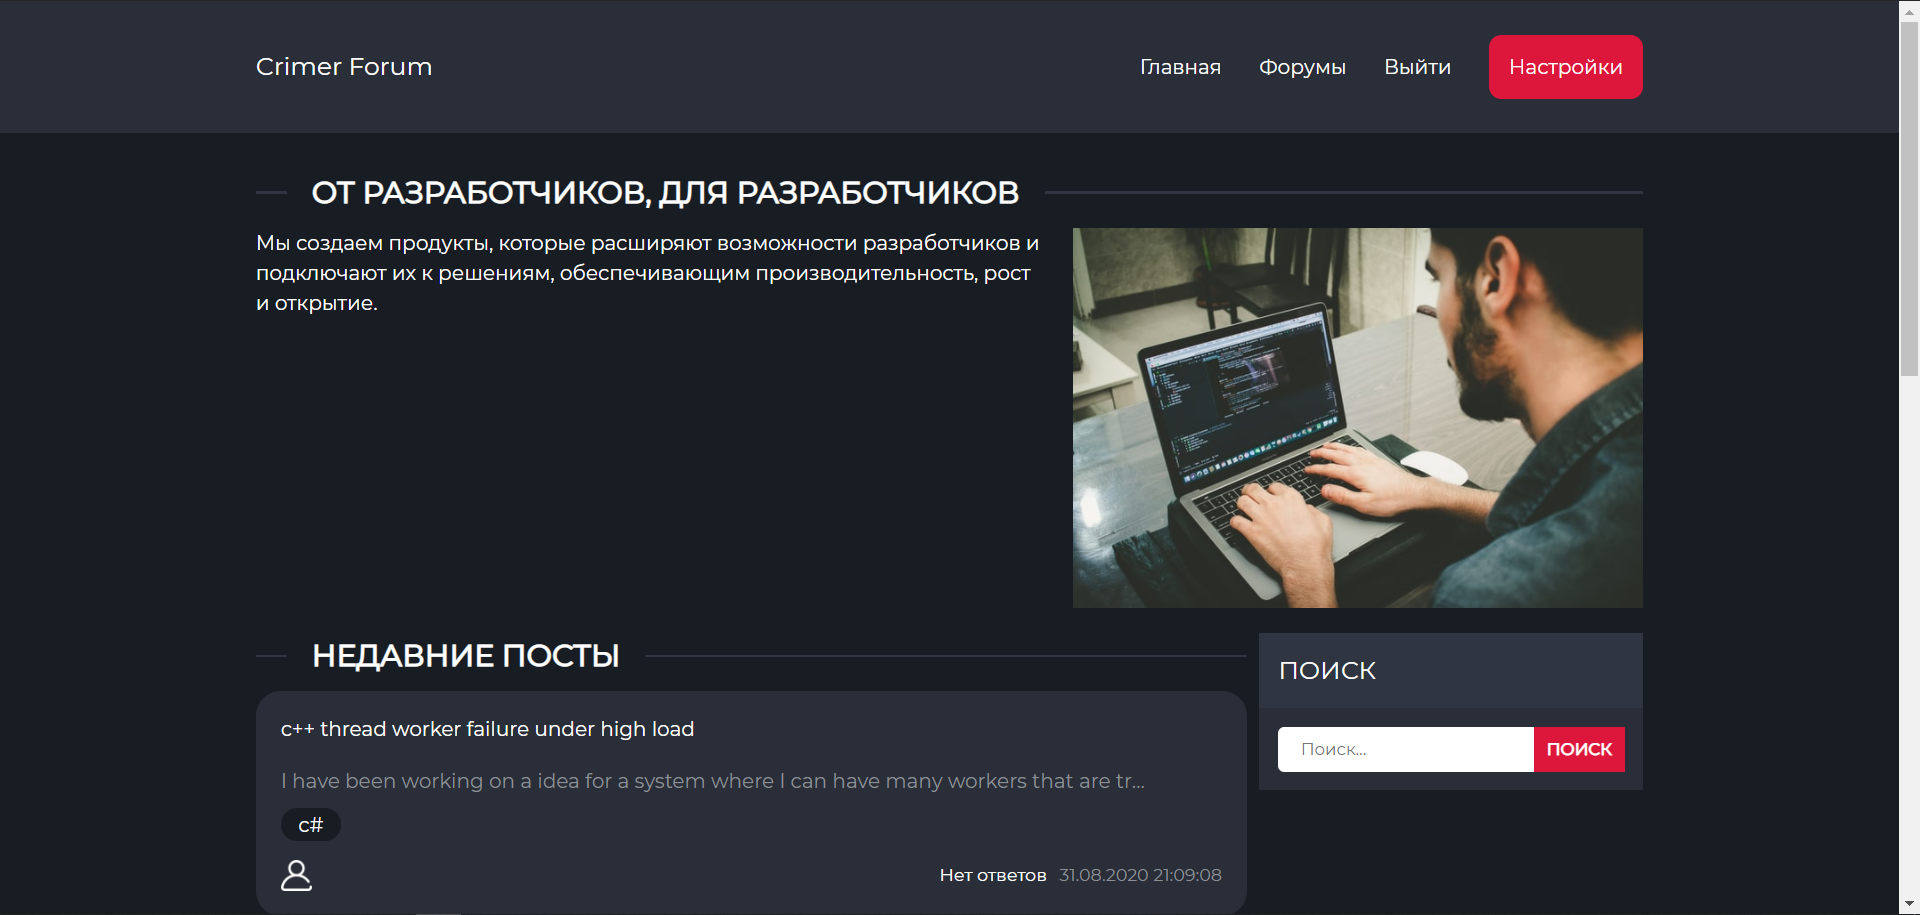 Crimer Forum
Главная
Форумы
Выйти
Настройки
ОТ РАЗРАБОТЧИКОВ, ДЛЯ РАЗРАБОТЧИКОВ
Мы создаем продукты, которые расширяют возможности разработчиков и
подключают их к решениям, обеспечивающим производительность, рост
и открытие.
НЕДАВНИЕ ПОСТЫ
c++ thread worker failure under high load
I have been working on a idea for a system where I can have many workers that are tr...
c#
Нет ответов 31.08.2020 21:09:08
ПОИСК
Поиск...
ПОИСК